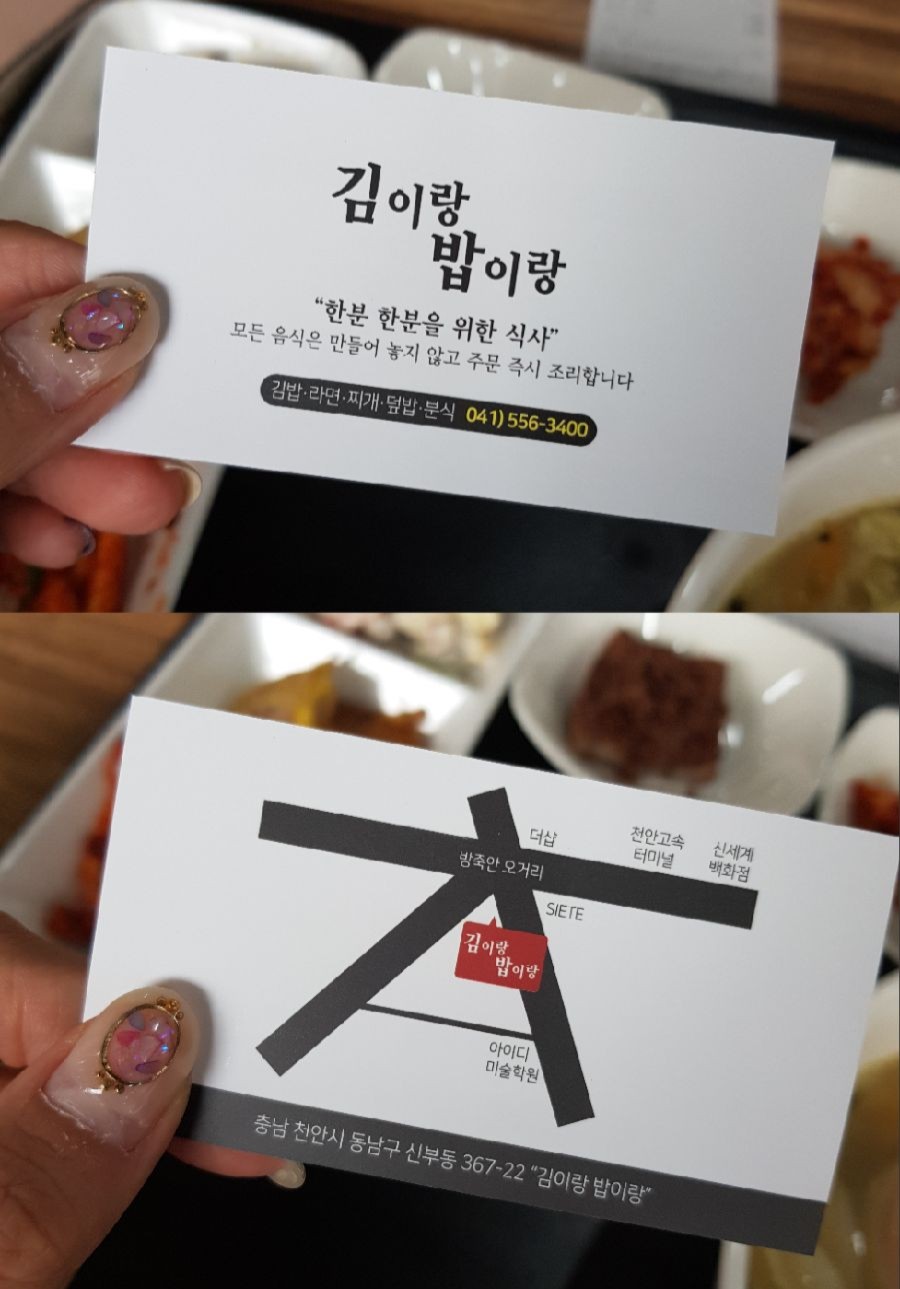 김이랑
밥이랑
“한분 한분을 위한 식사”
모든 음식은 만들어 놓지 않고 주문 즉시 조리합니다
김밥·라면·찌개·덮밥·분식 041) 556-3400
더샵
천안고속
터미널
신세계
백화점
방죽안 오거리
SIETE
김이랑
밥이랑
아이디
미술학원
충남 천안시 동남구 신부동 367-22 "김이랑 밥이랑"